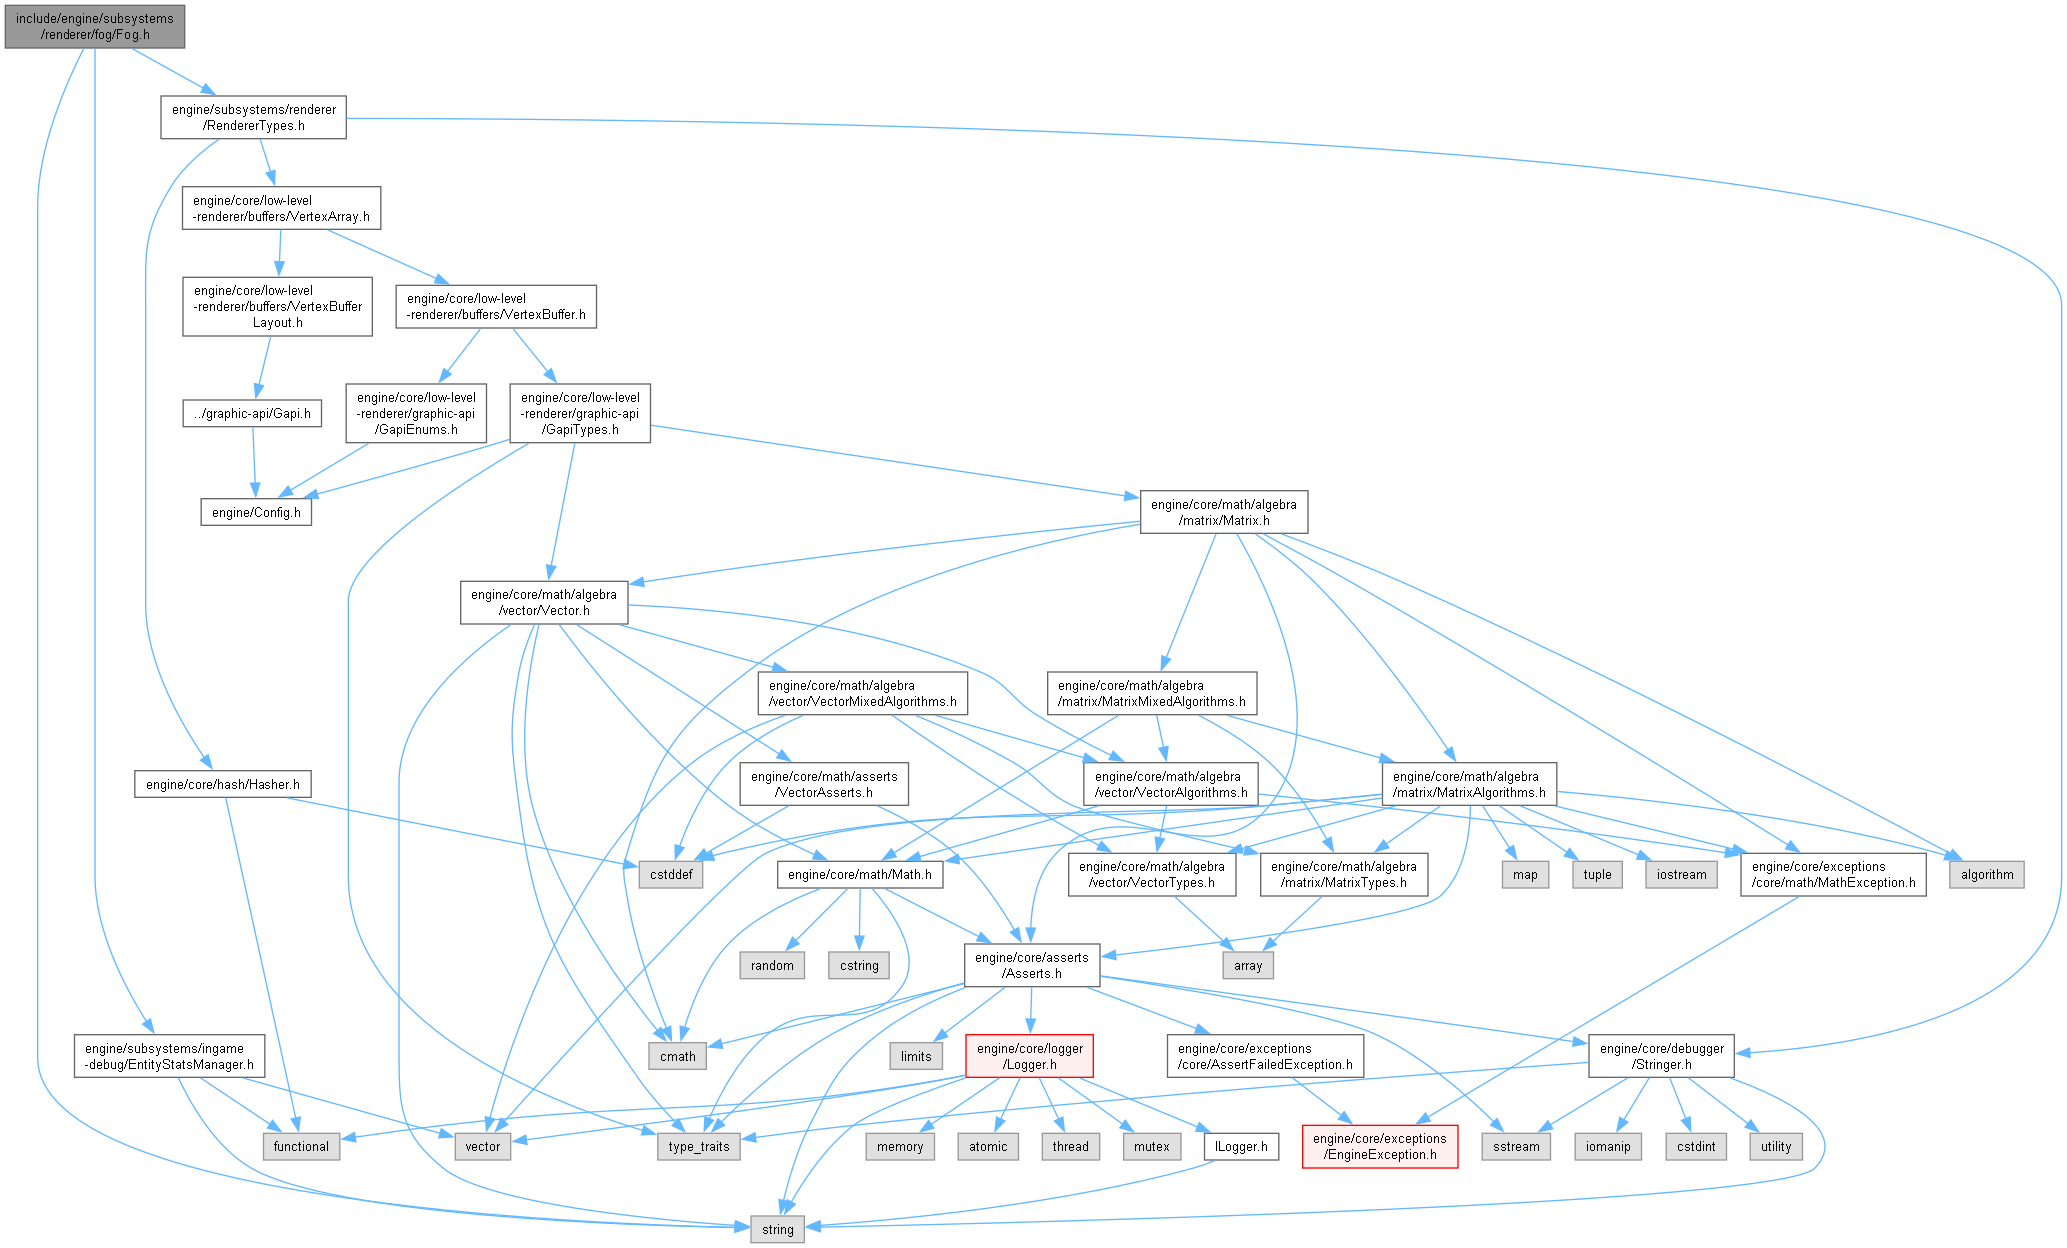 include/engine/subsystems
/renderer/fog/Fog.h
engine/subsystems/renderer
/RendererTypes.h
engine/core/low-level
-renderer/buffers/VertexArray.h
engine/core/low-level
-renderer/buffers/VertexBuffer
Layout.h
engine/core/low-level
-renderer/buffers/VertexBuffer.h
../graphic-api/Gapi.h
engine/core/low-level
-renderer/graphic-api
/GapiEnums.h
engine/core/low-level
-renderer/graphic-api
/GapiTypes.h
engine/Config.h
engine/core/math/algebra
/matrix/Matrix.h
engine/core/math/algebra
/vector/Vector.h
engine/core/math/algebra
/vector/VectorMixedAlgorithms.h
engine/core/math/algebra
/matrix/MatrixMixedAlgorithms.h
engine/core/hash/Hasher.h
engine/core/math/asserts
/VectorAsserts.h
engine/core/math/algebra
/vector/VectorAlgorithms.h
engine/core/math/algebra
/matrix/MatrixAlgorithms.h
cstddef
engine/core/math/Math.h
engine/core/math/algebra
/vector/VectorTypes.h
engine/core/math/algebra
/matrix/MatrixTypes.h
map
tuple
iostream
engine/core/exceptions
/core/math/MathException.h
algorithm
random
cstring
engine/core/asserts
/Asserts.h
array
engine/subsystems/ingame
-debug/EntityStatsManager.h
cmath
limits
engine/core/logger
/Logger.h
engine/core/exceptions
/core/AssertFailedException.h
engine/core/debugger
/Stringer.h
functional
vector
type_traits
memory
atomic
thread
mutex
ILogger.h
engine/core/exceptions
/EngineException.h
sstream
iomanip
cstdint
utility
string